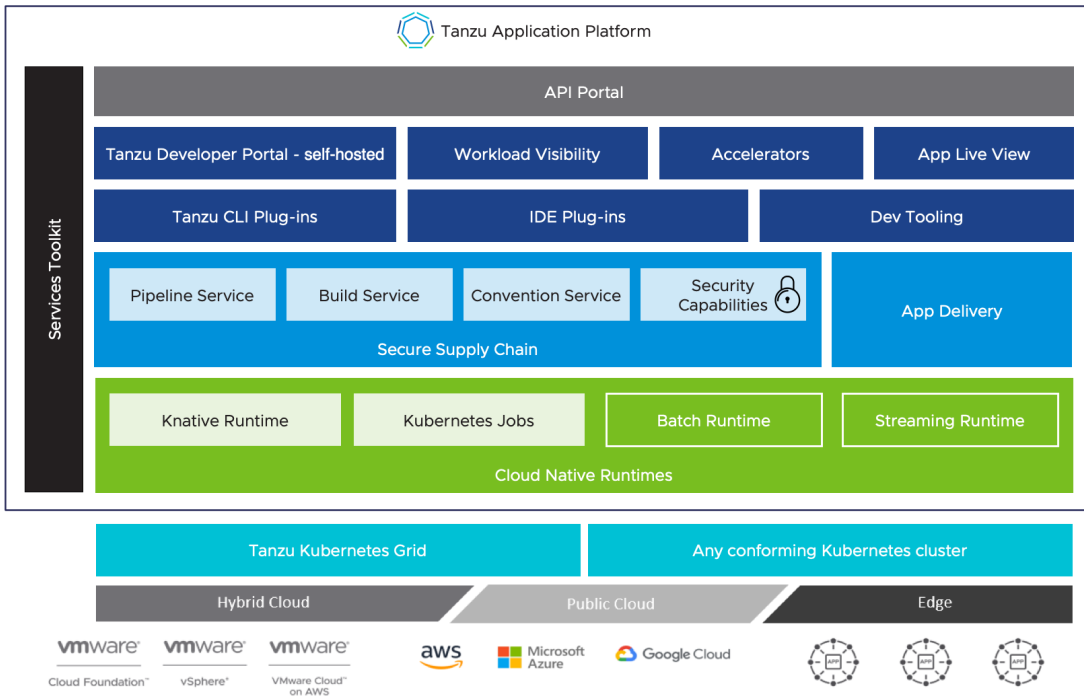 Tanzu Application Platform
Services Toolkit
API Portal
Tanzu Developer Portal - self-hosted
Workload Visibility
Accelerators
App Live View
Tanzu CLI Plug-ins
IDE Plug-ins
Dev Tooling
Pipeline Service
Build Service
Convention Service
Security
Capabilities
Secure Supply Chain
App Delivery
Knative Runtime
Kubernetes Jobs
Batch Runtime
Streaming Runtime
Cloud Native Runtimes
Tanzu Kubernetes Grid
Any conforming Kubernetes cluster
Hybrid Cloud
Public Cloud
Edge
vmware®
Cloud Foundation™
vmware®
vSphere®
vmware®
VMware Cloud™
on AWS
aws
Microsoft
Azure
Google Cloud
APP
APP
APP